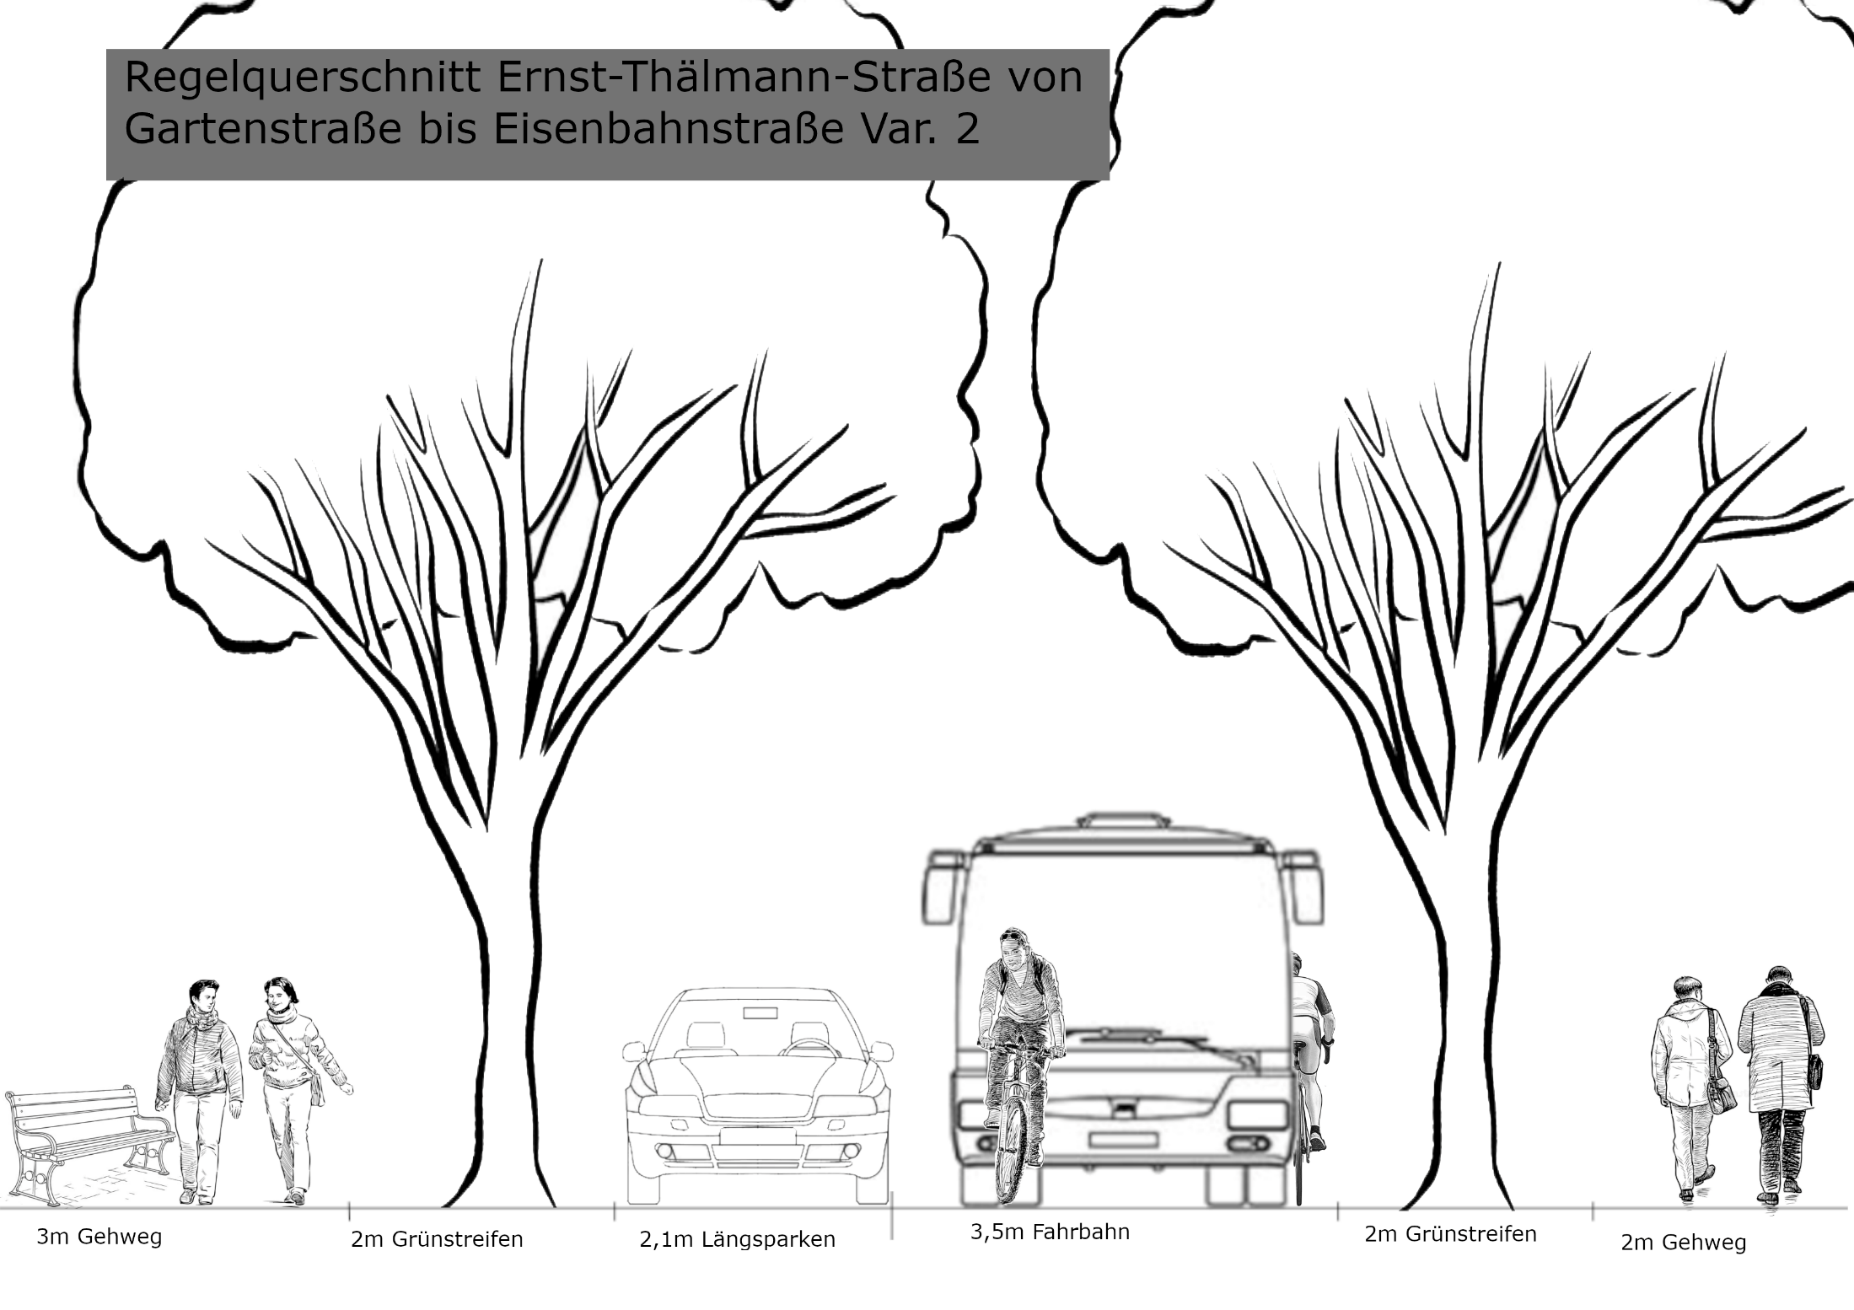 Regelquerschnitt Ernst-Thälmann-Straße von
Gartenstraße bis Eisenbahnstraße Var. 2
3m Gehweg
2m Grünstreifen
2,1m Längsparken
3,5m Fahrbahn
2m Grünstreifen
2m Gehweg